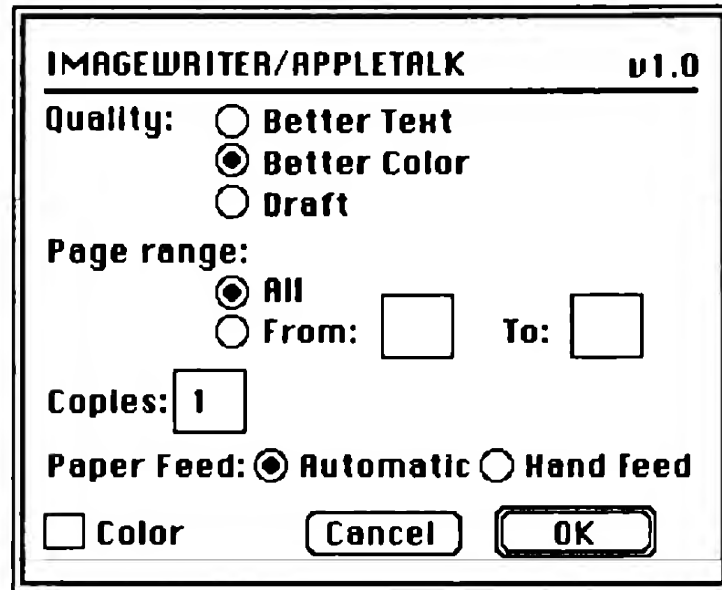 IMAGEWRITER/APPLETALK v1.0
Quality: Better Text
Better Color
Draft
Page range:
All
From: To:
Copies: 1
Paper Feed: Automatic Hand Feed
Color Cancel OK